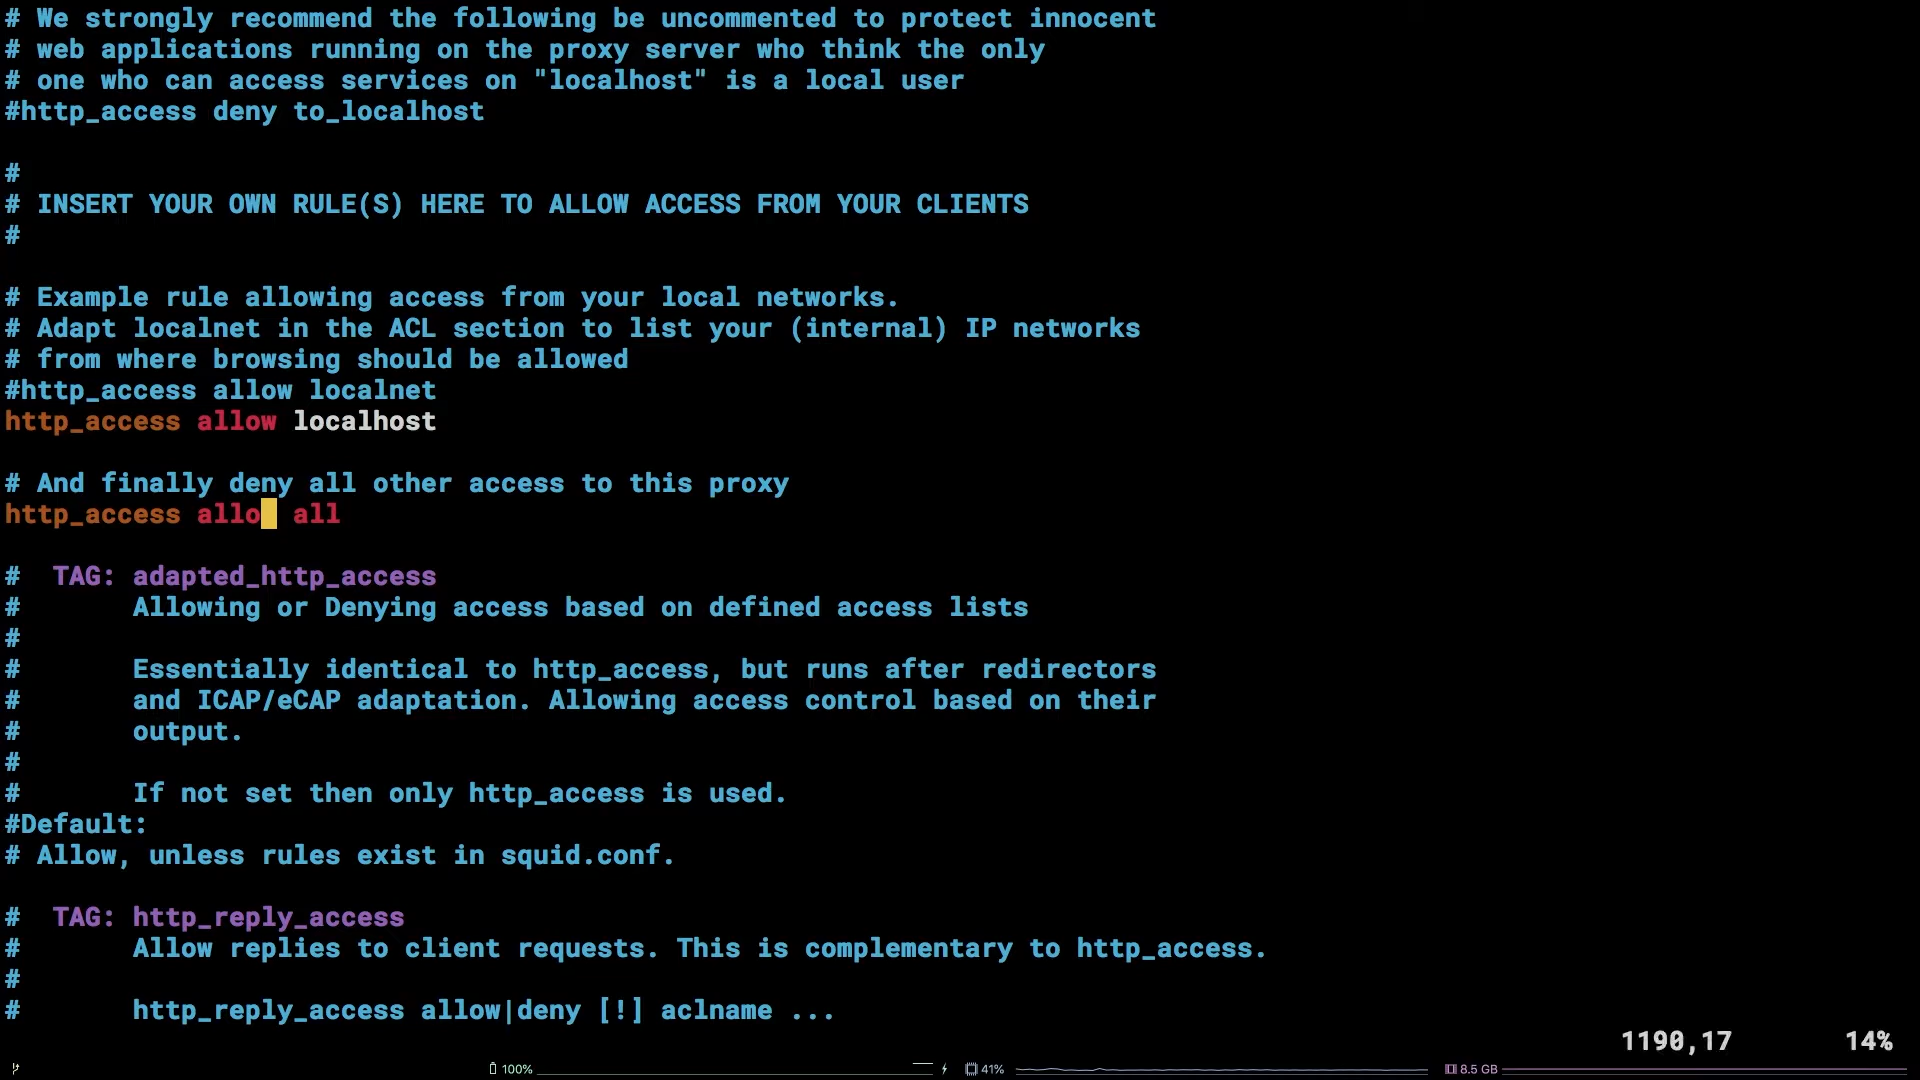 # We strongly recommend the following be uncommented to protect innocent
# web applications running on the proxy server who think the only
# one who can access services on "localhost" is a local user
#http_access deny to_localhost
#
# INSERT YOUR OWN RULE(S) HERE TO ALLOW ACCESS FROM YOUR CLIENTS
#
# Example rule allowing access from your local networks.
# Adapt localnet in the ACL section to list your (internal) IP networks
# from where browsing should be allowed
#http_access allow localnet
http_access allow localhost
# And finally deny all other access to this proxy
http_access allo all
#  TAG: adapted_http_access
#       Allowing or Denying access based on defined access lists
#
#       Essentially identical to http_access, but runs after redirectors
#       and ICAP/eCAP adaptation. Allowing access control based on their
#       output.
#
#       If not set then only http_access is used.
#Default:
# Allow, unless rules exist in squid.conf.
#  TAG: http_reply_access
#       Allow replies to client requests. This is complementary to http_access.
#
#       http_reply_access allow|deny [!] aclname ...
1190,17 14%
100% 41% 8.5 GB